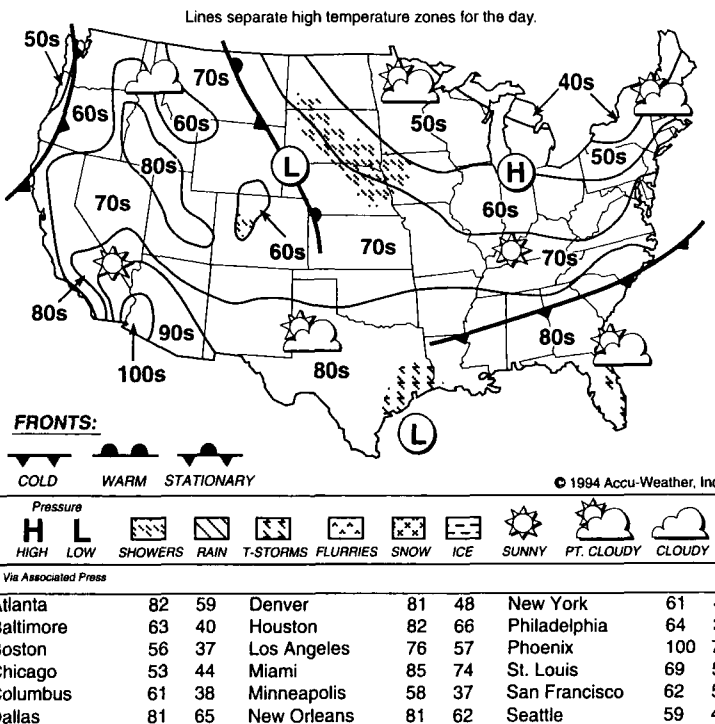 Lines separate high temperature zones for the day.
50s
70s
40s
60s
60s
50s
50s
80s
L
H
70s
60s
60s
70s
70s
80s
90s
80s
100s
80s
L
FRONTS:
COLD WARM STATIONARY
© 1994 Accu-Weather, Inc
Pressure
H L
HIGH LOW SHOWERS RAIN T-STORMS FLURRIES SNOW ICE SUNNY PT. CLOUDY CLOUDY
Via Associated Press
Atlanta 82 59 Denver 81 48 New York 61
Baltimore 63 40 Houston 82 66 Philadelphia 64
Boston 56 37 Los Angeles 76 57 Phoenix 100
Chicago 53 44 Miami 85 74 St. Louis 69
Columbus 61 38 Minneapolis 58 37 San Francisco 62
Dallas 81 65 New Orleans 81 62 Seattle 59